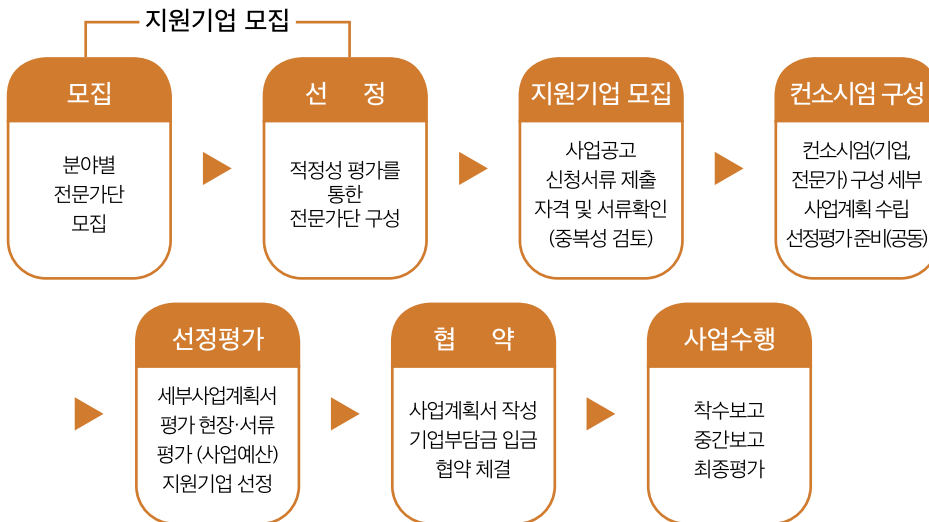 지원기업 모집
모집
분야별
전문가단
모집
선 정
적정성 평가를
통한
전문가단 구성
지원기업 모집
사업공고
신청서류 제출
자격 및 서류확인
(중복성 검토)
컨소시엄 구성
컨소시엄(기업,
전문가) 구성 세부
사업계획 수립
선정평가 준비(공동)
선정평가
세부사업계획서
평가 현장·서류
평가 (사업예산)
지원기업 선정
협 약
사업계획서 작성
기업부담금 입금
협약 체결
사업수행
착수보고
중간보고
최종평가